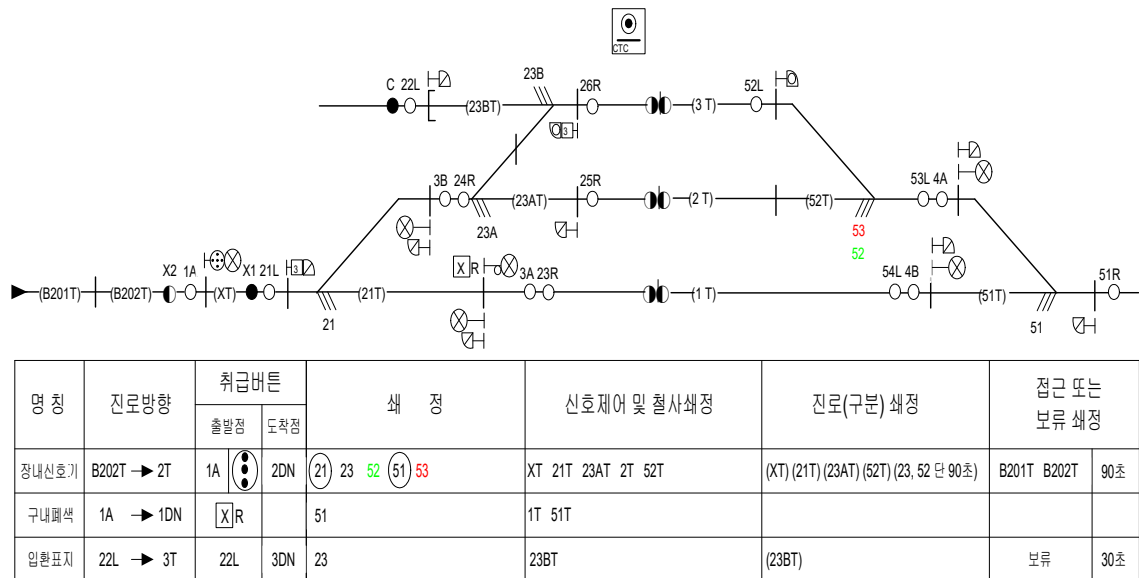 CTC
23B
C 22L
(23BT)
26R
(3 T)
52L
3
3B 24R
(23AT)
25R
(2 T)
(52T)
53L 4A
23A
53
52
X2 1A
X1 21L
3
X R
54L 4B
51R
(B201T)
(B202T)
(XT)
(21T)
3A 23R
(1 T)
(51T)
21
51
명 칭 진로방향 취급버튼 쇄 정 신호제어 및 철사쇄정 진로(구분) 쇄정 접근 또는
보류 쇄정
출발점 도착점
장내신호기 B202T → 2T 1A 2DN 21 23 52 51 53 XT 21T 23AT 2T 52T (XT) (21T) (23AT) (52T) (23, 52 단 90초) B201T B202T 90초
구내폐색 1A → 1DN X R 51 1T 51T
입환표지 22L → 3T 22L 3DN 23 23BT (23BT) 보류 30초